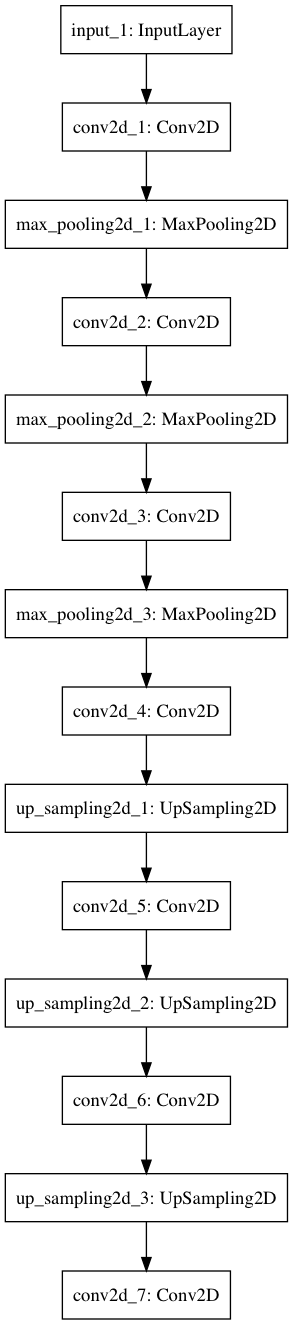 input_1: InputLayer
conv2d_1: Conv2D
max_pooling2d_1: MaxPooling2D
conv2d_2: Conv2D
max_pooling2d_2: MaxPooling2D
conv2d_3: Conv2D
max_pooling2d_3: MaxPooling2D
conv2d_4: Conv2D
up_sampling2d_1: UpSampling2D
conv2d_5: Conv2D
up_sampling2d_2: UpSampling2D
conv2d_6: Conv2D
up_sampling2d_3: UpSampling2D
conv2d_7: Conv2D